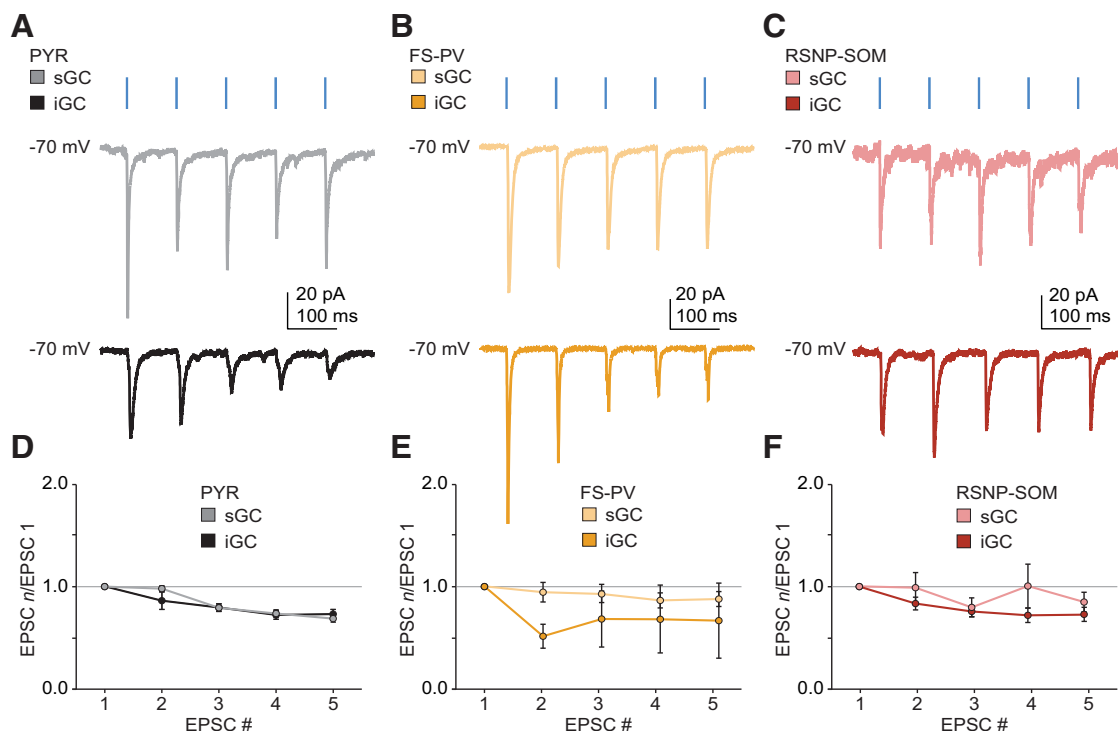 A
PYR
sGC
iGC
-70 mV
20 pA
100 ms
-70 mV
B
FS-PV
sGC
iGC
-70 mV
20 pA
100 ms
-70 mV
C
RSNP-SOM
sGC
iGC
-70 mV
20 pA
100 ms
-70 mV
D
2.0
1.0
0.0
EPSC n/EPSC 1
PYR
sGC
iGC
1 2 3 4 5
EPSC #
E
2.0
1.0
0.0
EPSC n/EPSC 1
FS-PV
sGC
iGC
1 2 3 4 5
EPSC #
F
2.0
1.0
0.0
EPSC n/EPSC 1
RSNP-SOM
sGC
iGC
1 2 3 4 5
EPSC #